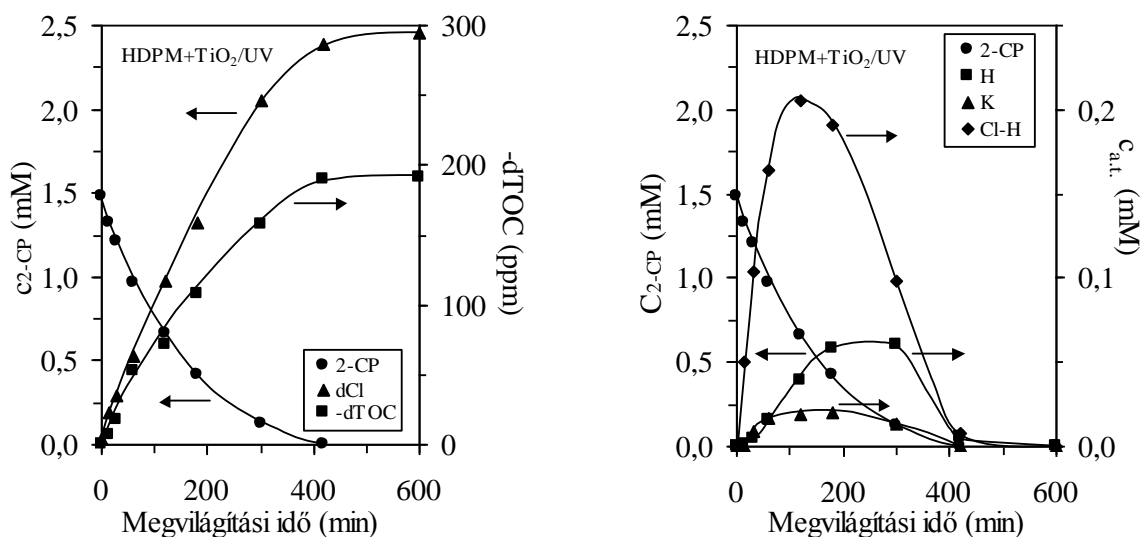 2,5
2,0
1,5
1,0
0,5
0,0
c2-CP (mM)
HDPM+TiO2/UV
2-CP
dCl
-dTOC
300
200
100
0
-dTOC (ppm)
0 200 400 600
Megvilágítási idő (min)
2,5
2,0
1,5
1,0
0,5
0,0
C2-CP (mM)
HDPM+TiO2/UV
2-CP
H
K
Cl-H
0,2
0,1
0,0
ca.t. (mM)
0 200 400 600
Megvilágítási idő (min)